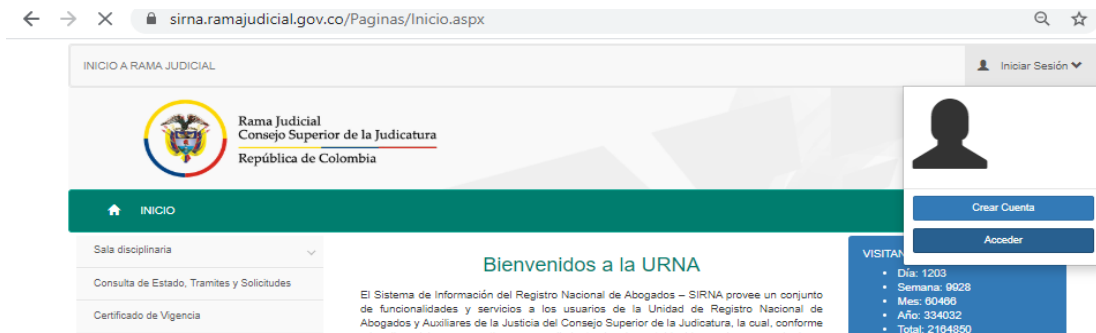 sirna.ramajudicial.gov.co/Paginas/Inicio.aspx
INICIO A RAMA JUDICIAL
Iniciar Sesión
Rama Judicial
Consejo Superior de la Judicatura
República de Colombia
Crear Cuenta
Acceder
INICIO
Sala disciplinaria
Consulta de Estado, Tramites y Solicitudes
Certificado de Vigencia
Bienvenidos a la URNA
El Sistema de Información del Registro Nacional de Abogados – SIRNA provee un conjunto
de funcionalidades y servicios a los usuarios de la Unidad de Registro Nacional de
Abogados y Auxiliares de la Justicia del Consejo Superior de la Judicatura, la cual, conforme
VISITAN
• Día: 1203
• Semana: 9928
• Mes: 60466
• Año: 334032
• Total: 2164850